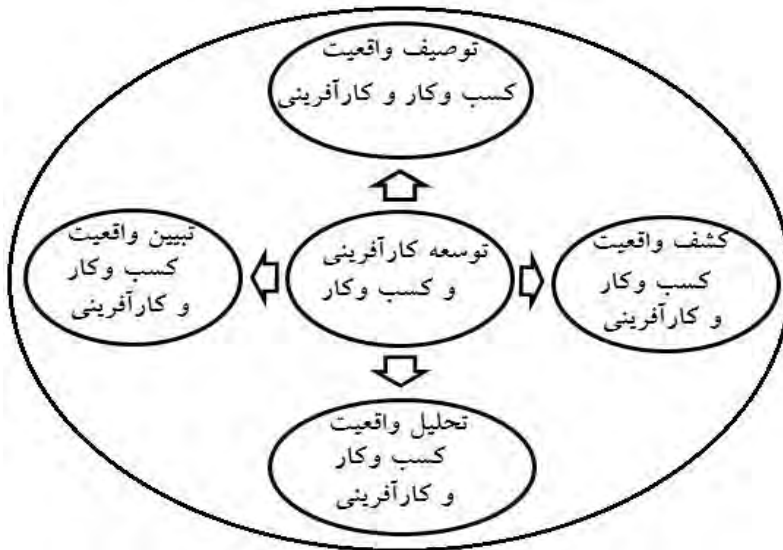 توصیف واقعیت
کسب وکار و کارآفرینی
کشف واقعیت
کسب وکار
و کارآفرینی
توسعه کارآفرینی
و کسب وکار
تبیین واقعیت
کسب وکار
و کارآفرینی
تحلیل واقعیت
کسب وکار
و کارآفرینی